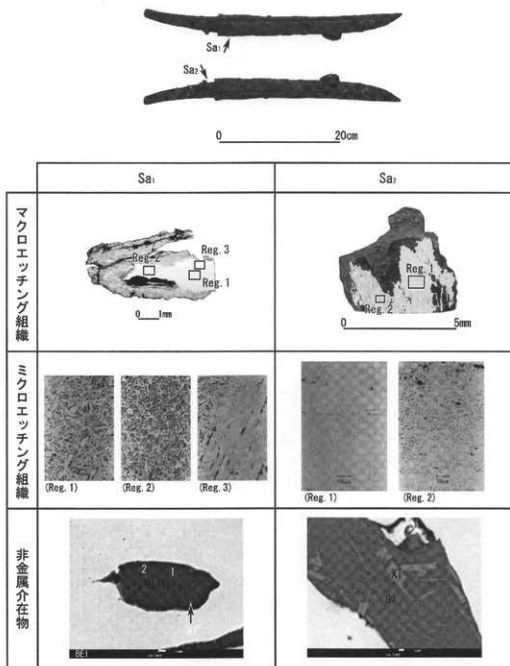 Sa₁
Sa₂
0 20cm
Sa₁ Sa₂
マクロエッチング組織
Reg. 2
Reg. 3
Reg. 1
0 1mm
Reg. 1
Reg. 2
0 5mm
ミクロエッチング組織
(Reg. 1) (Reg. 2) (Reg. 3) (Reg. 1) (Reg. 2)
非金属介在物
2 1
XT
BEI